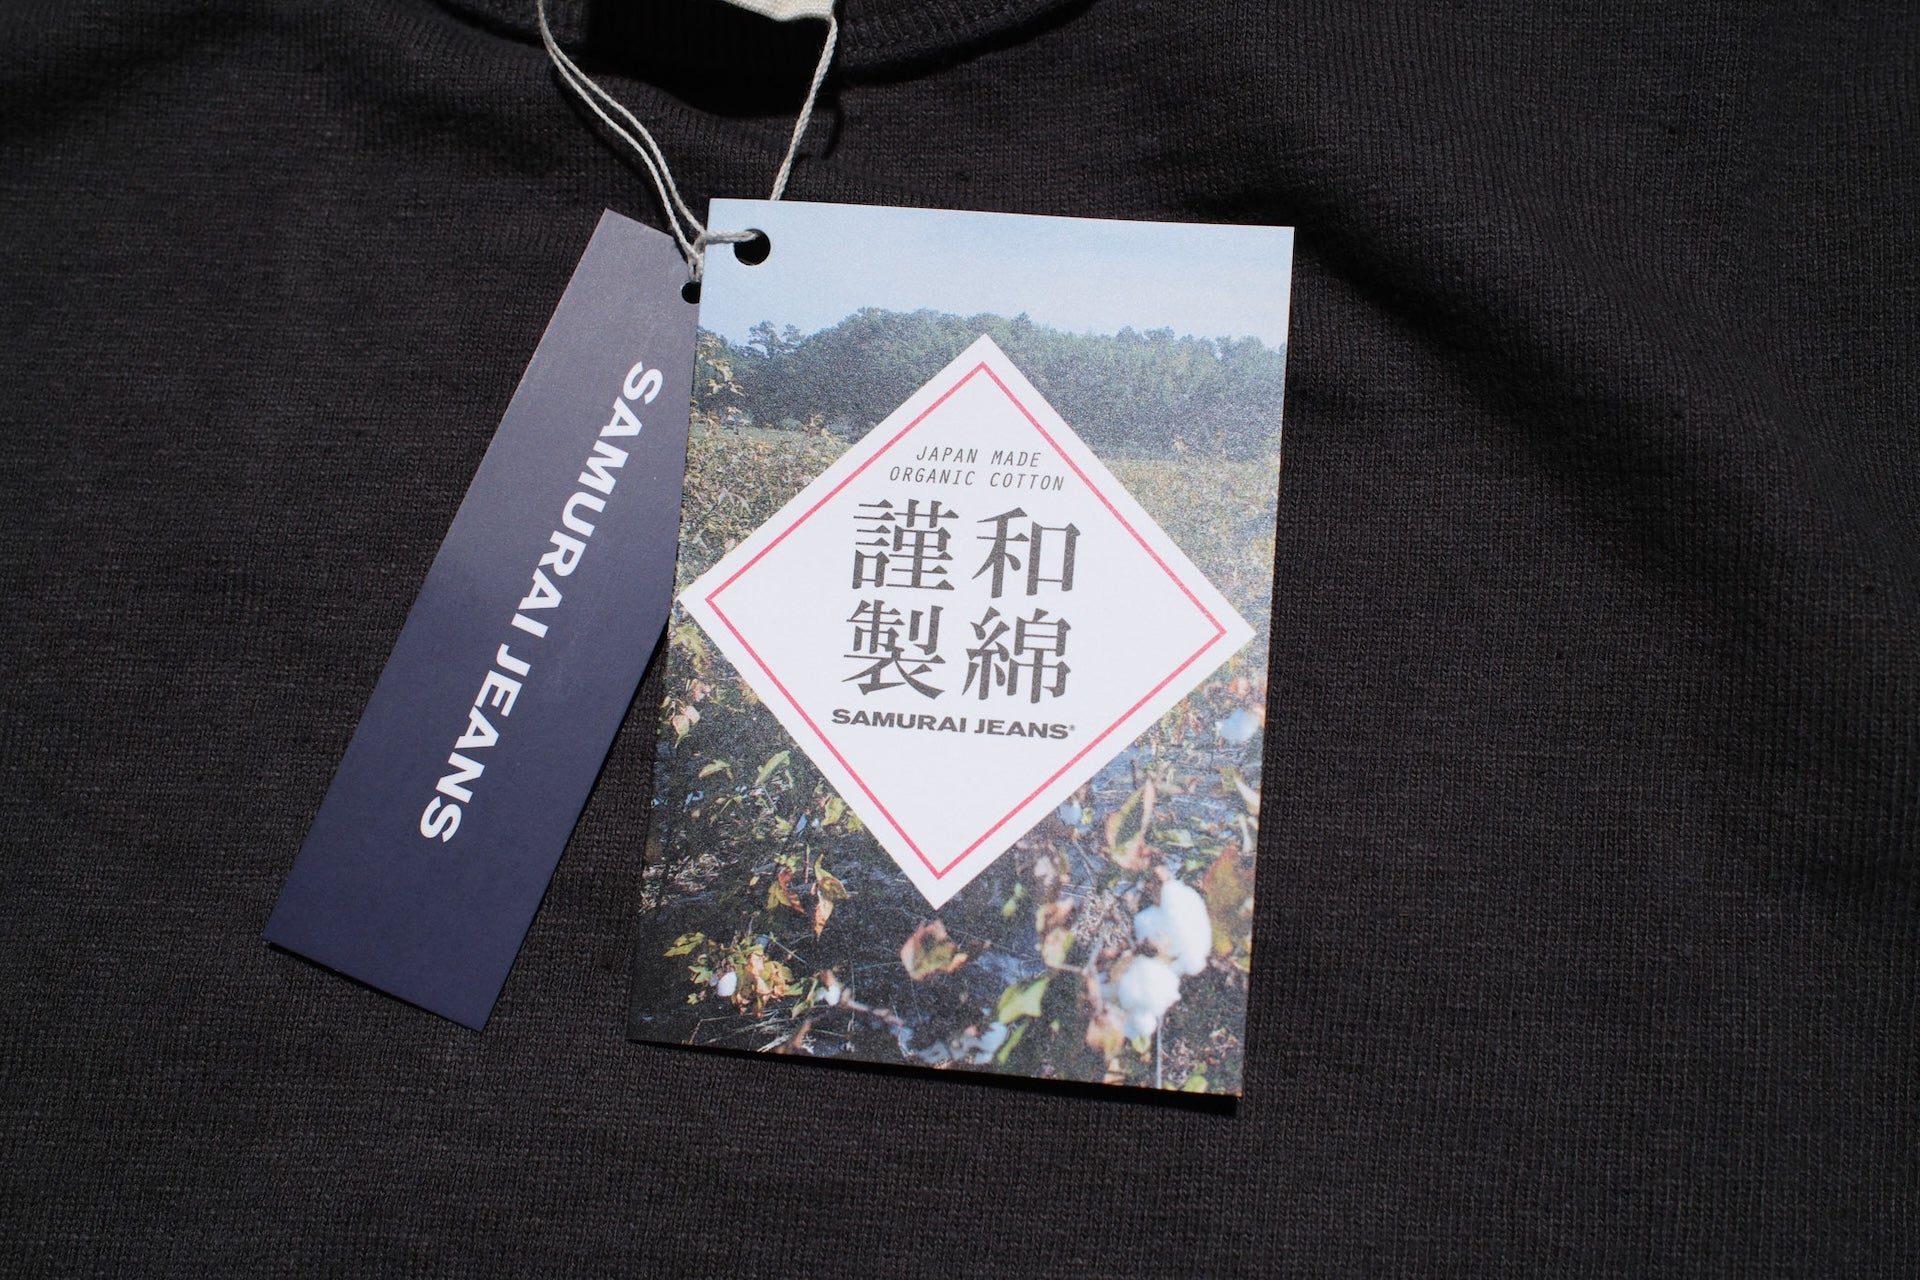 SAMURAI JEANS
JAPAN MADE
ORGANIC COTTON
和綿
謹製
SAMURAI JEANS®